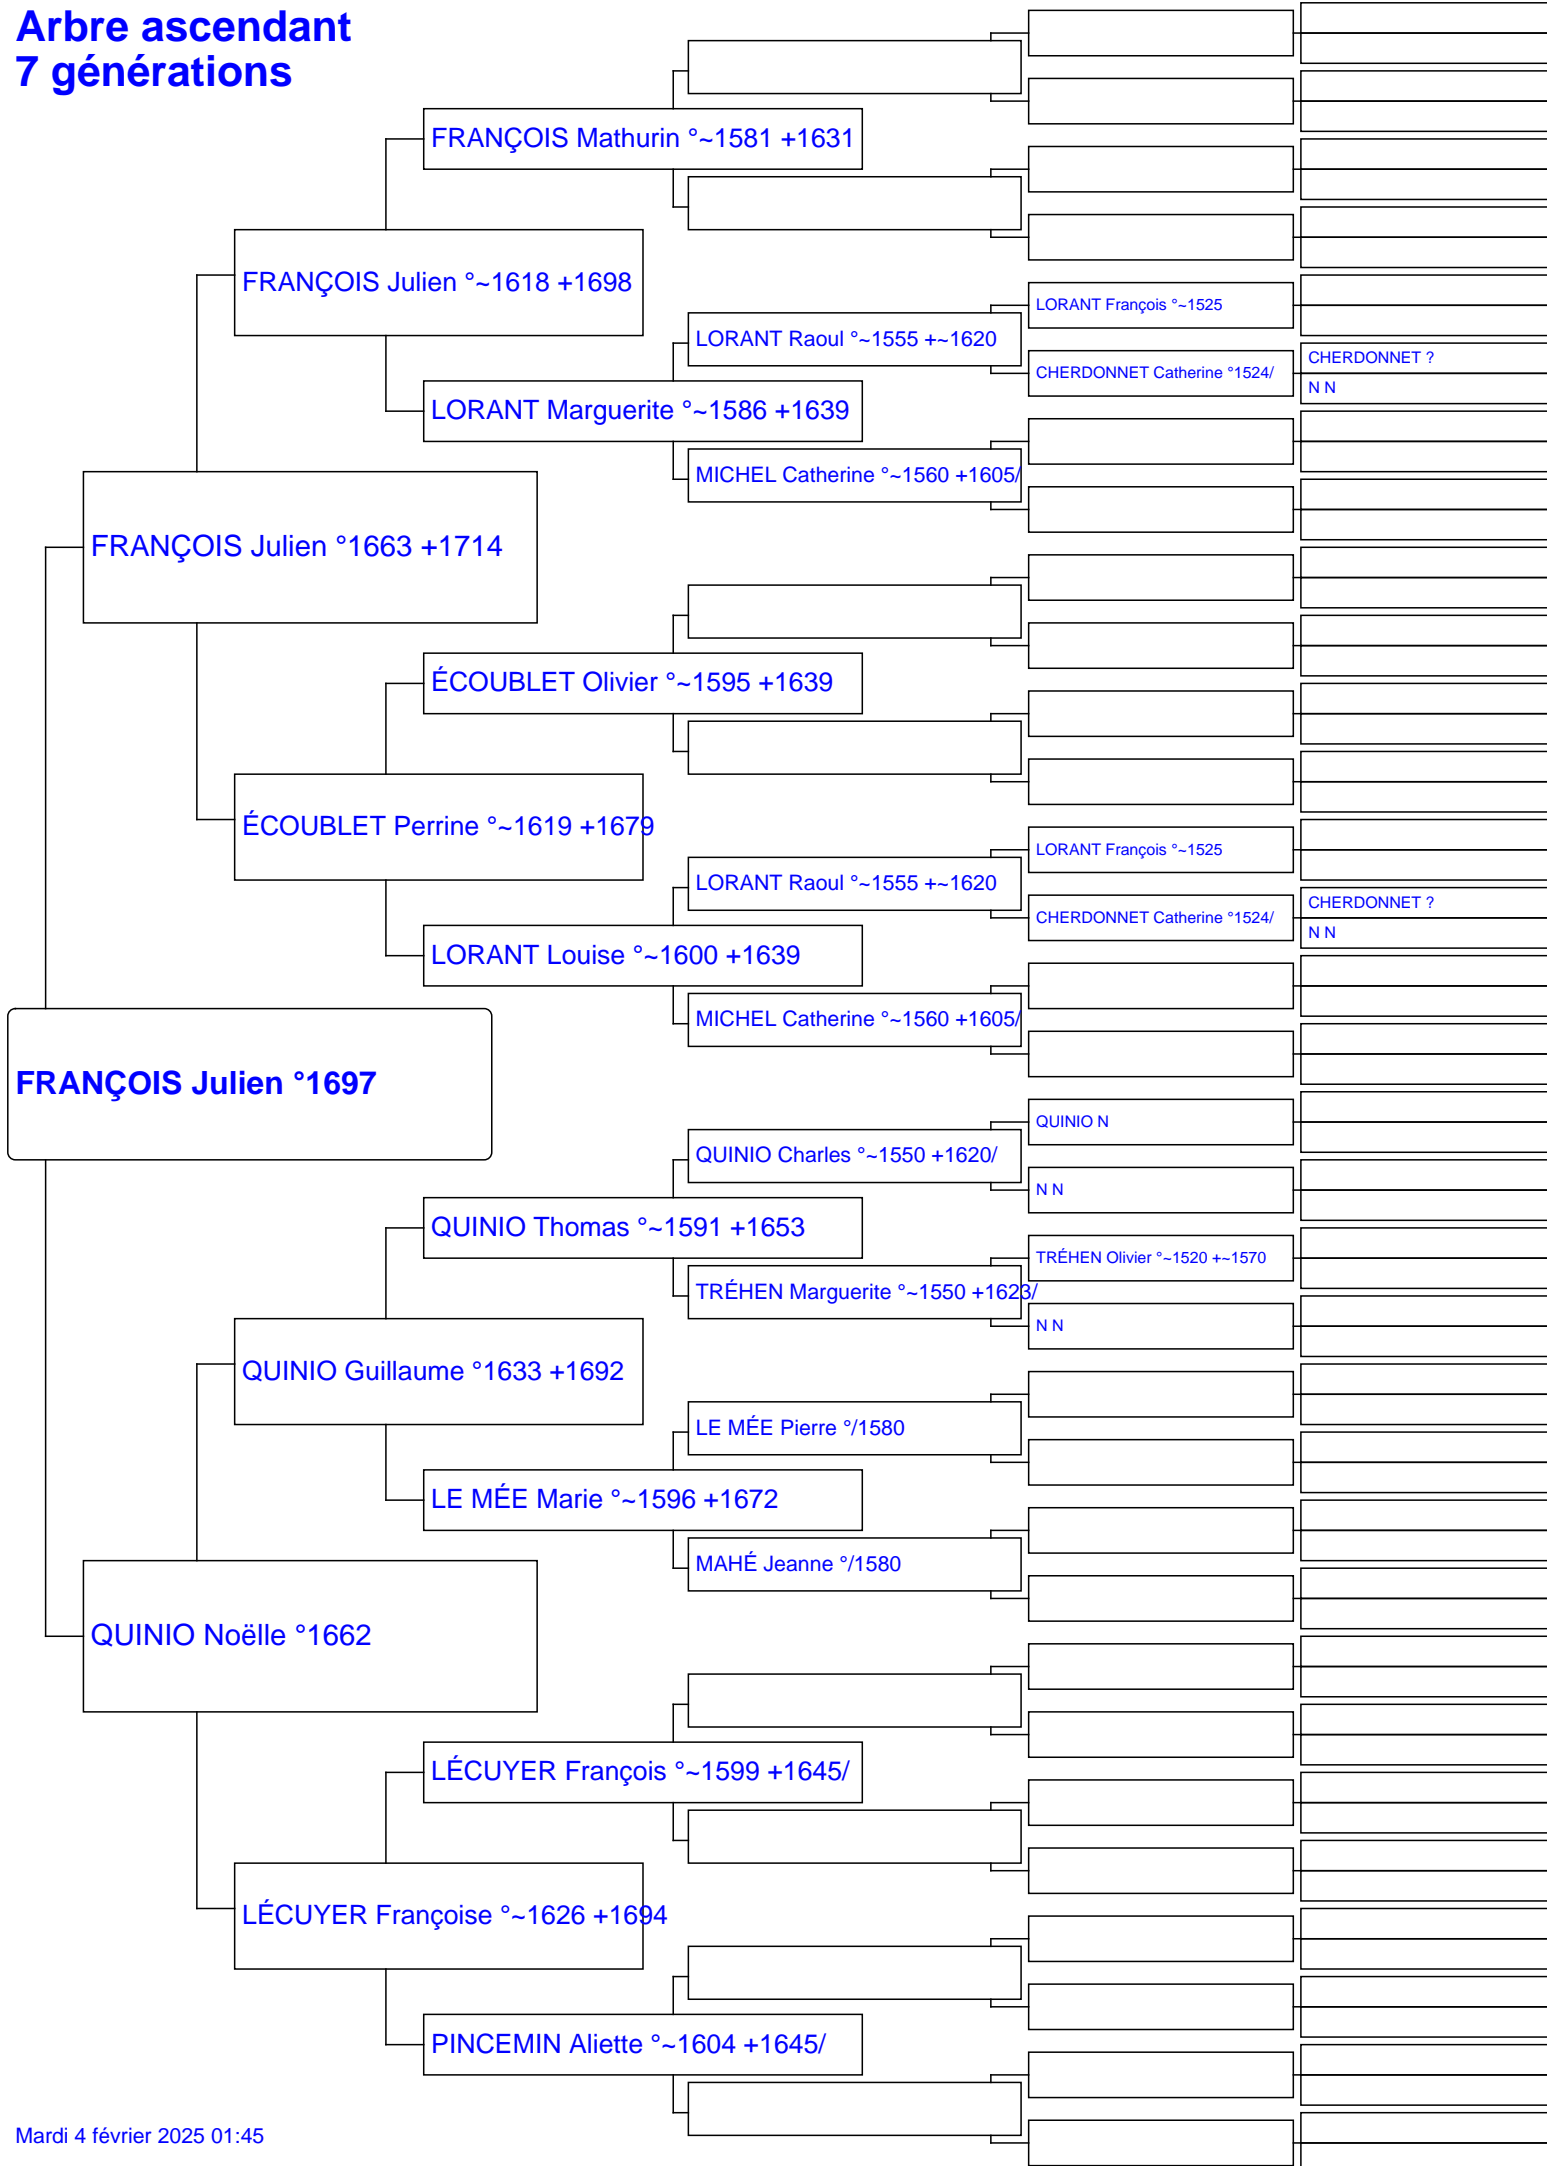 Arbre ascendant
7 générations
FRANÇOIS Mathurin °~1581 +1631
FRANÇOIS Julien °~1618 +1698
LORANT François °~1525
LORANT Raoul °~1555 +~1620
CHERDONNET ?
CHERDONNET Catherine °1524/
N N
LORANT Marguerite °~1586 +1639
MICHEL Catherine °~1560 +1605/
FRANÇOIS Julien °1663 +1714
ÉCOUBLET Olivier °~1595 +1639
ÉCOUBLET Perrine °~1619 +1679
LORANT François °~1525
LORANT Raoul °~1555 +~1620
CHERDONNET ?
CHERDONNET Catherine °1524/
N N
LORANT Louise °~1600 +1639
MICHEL Catherine °~1560 +1605/
FRANÇOIS Julien °1697
QUINIO N
QUINIO Charles °~1550 +1620/
N N
QUINIO Thomas °~1591 +1653
TRÉHEN Olivier °~1520 +~1570
TRÉHEN Marguerite °~1550 +1623/
N N
QUINIO Guillaume °1633 +1692
LE MÉE Pierre °/1580
LE MÉE Marie °~1596 +1672
MAHÉ Jeanne °/1580
QUINIO Noëlle °1662
LÉCUYER François °~1599 +1645/
LÉCUYER Françoise °~1626 +1694
PINCEMIN Aliette °~1604 +1645/
Mardi 4 février 2025 01:45